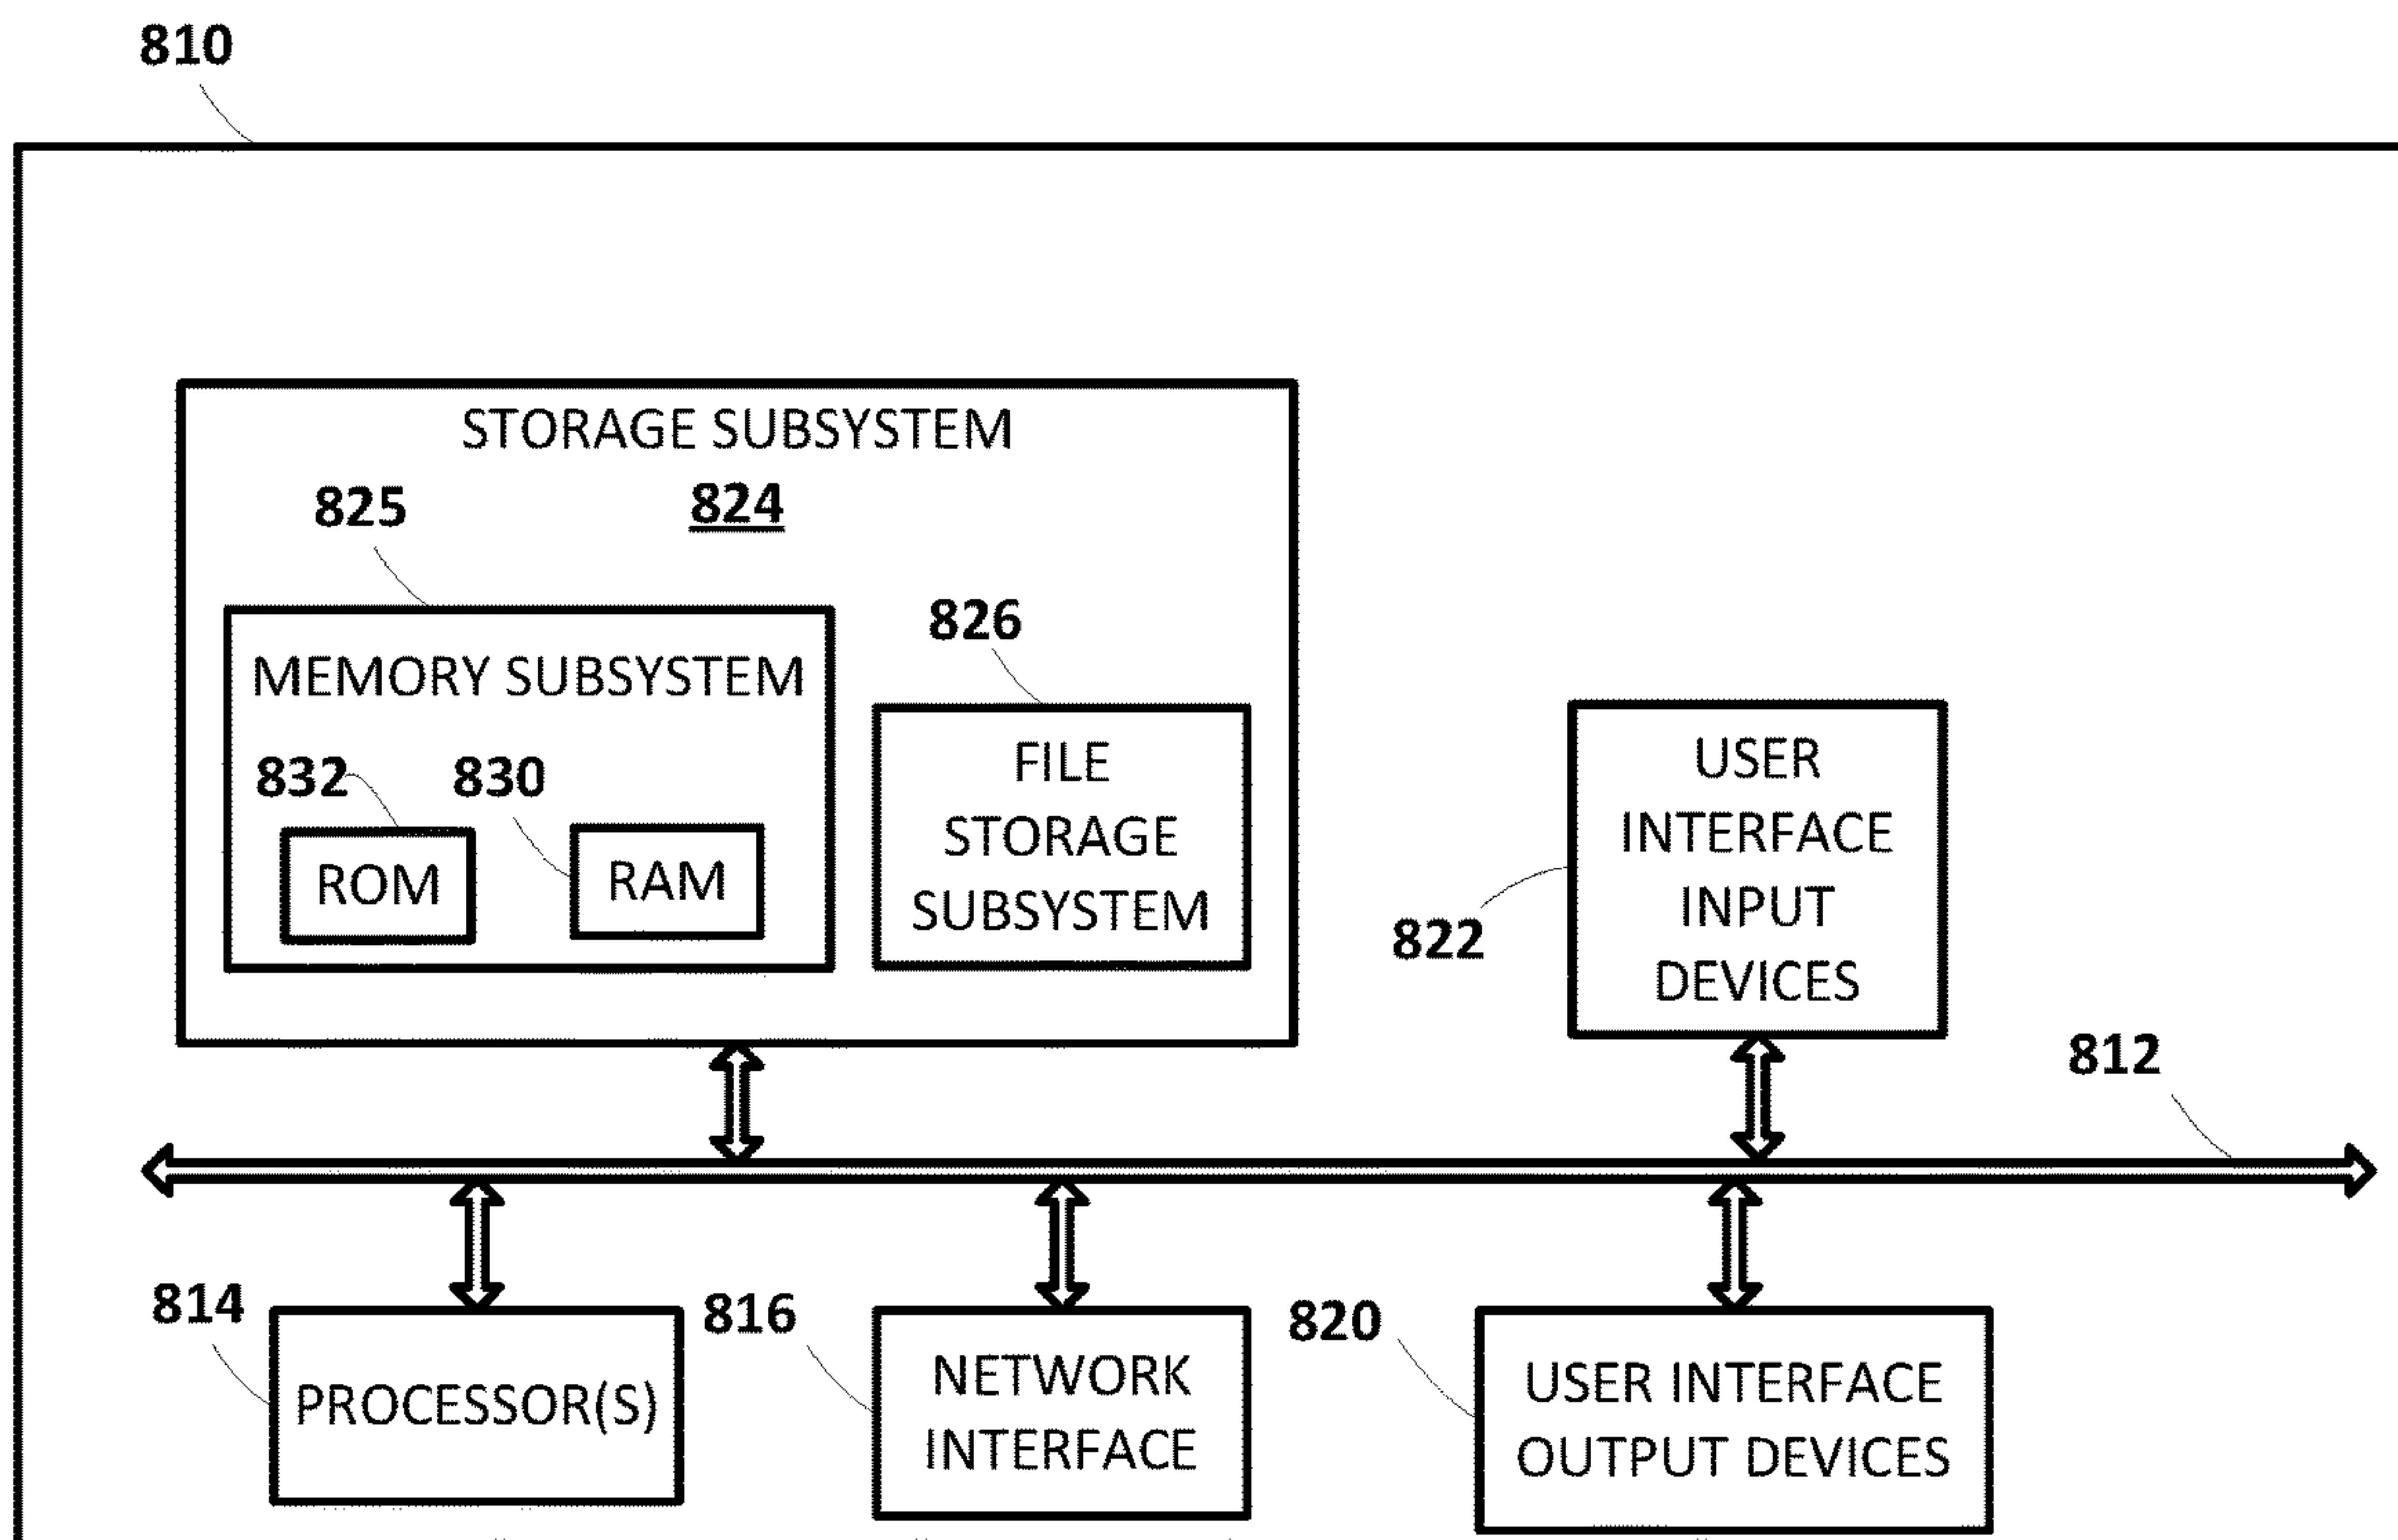 810
STORAGE SUBSYSTEM
824
825
MEMORY SUBSYSTEM
832
830
ROM
RAM
826
FILE
STORAGE
SUBSYSTEM
USER
INTERFACE
INPUT
DEVICES
822
812
814
PROCESSOR(S)
816
NETWORK
INTERFACE
820
USER INTERFACE
OUTPUT DEVICES